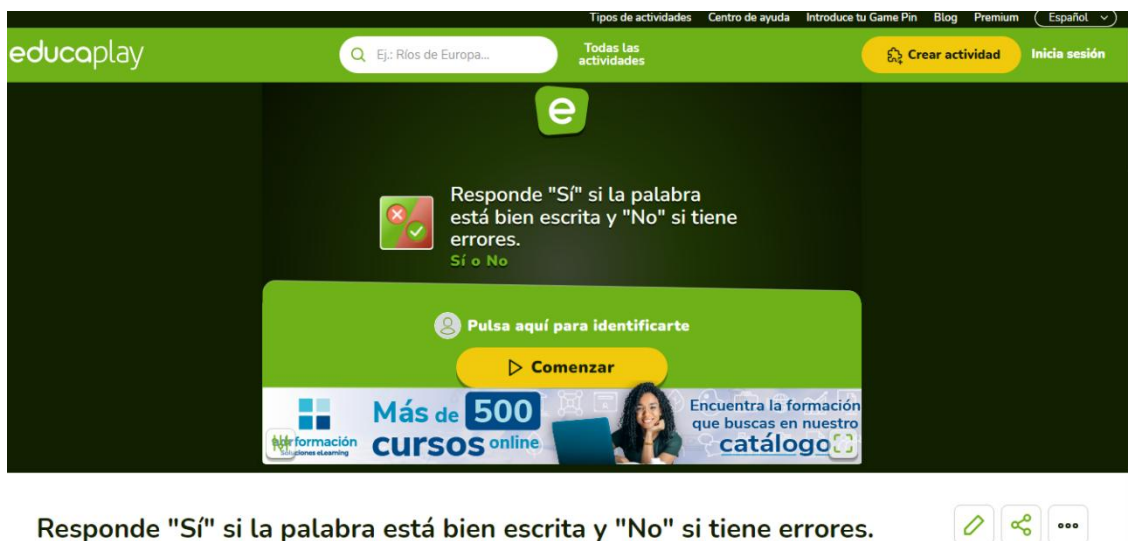 Tipos de actividades Centro de ayuda Introduce tu Game Pin Blog Premium Español
educaplay
Ej.: Ríos de Europa...
Todas las
actividades
Crear actividad
Inicia sesión
e
Responde "Sí" si la palabra
está bien escrita y "No" si tiene
errores.
Sí o No
Pulsa aquí para identificarte
Comenzar
Más de 500
cursos online
formación
Soluciones eLearning
Encuentra la formación
que buscas en nuestro
catálogo
Responde "Sí" si la palabra está bien escrita y "No" si tiene errores.